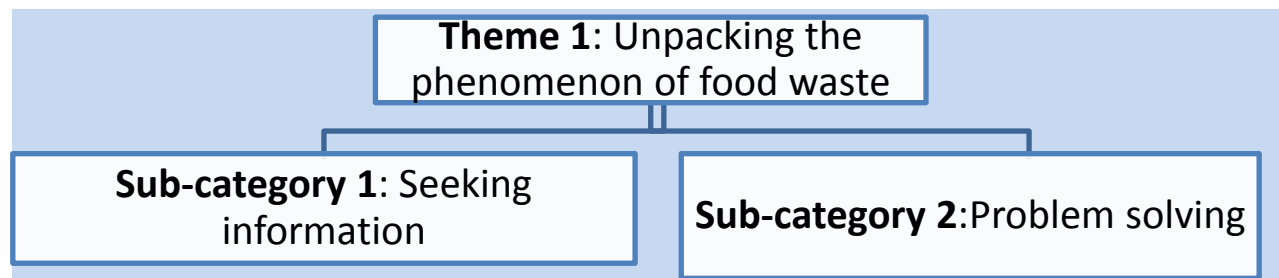 Theme 1: Unpacking the
phenomenon of food waste
Sub-category 1: Seeking
information
Sub-category 2:Problem solving